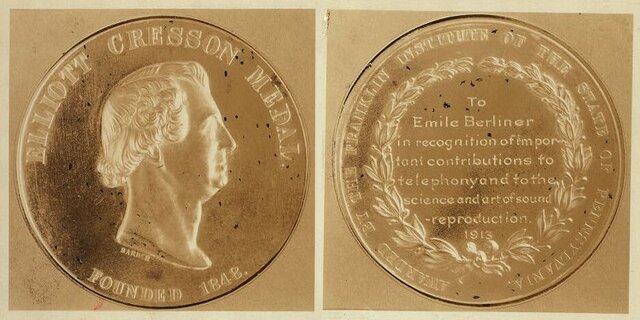 ELLIOTT CRESSON MEDAL.
BARBER
FOUNDED 1848.
AWARDED BY THE FRANKLIN INSTITUTE OF THE STATE OF PENNSYLVANIA
To
Emile Berliner
in recognition of impor
tant contributions to
telephony and to the
science and art of sound
-reproduction.
1913